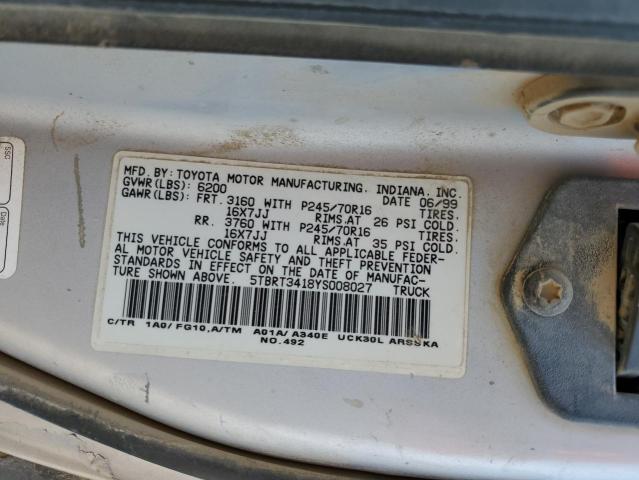 MFD. BY: TOYOTA MOTOR MANUFACTURING, INDIANA, INC.
GVWR(LBS): 6200 DATE 06/99
GAWR(LBS): FRT. 3160 WITH P245/70R16 TIRES.
16X7JJ RIMS.AT 26 PSI COLD.
RR. 3760 WITH P245/70R16 TIRES.
16X7JJ RIMS.AT 35 PSI COLD.
THIS VEHICLE CONFORMS TO ALL APPLICABLE FEDER-
AL MOTOR VEHICLE SAFETY AND THEFT PREVENTION
STANDARDS IN EFFECT ON THE DATE OF MANUFAC-
TURE SHOWN ABOVE. 5TBRT3418YS008027 TRUCK
C/TR 1A0/ FG10,A/TM A01A/ A340E UCK30L ARSSKA
NO.492
SSC
Date